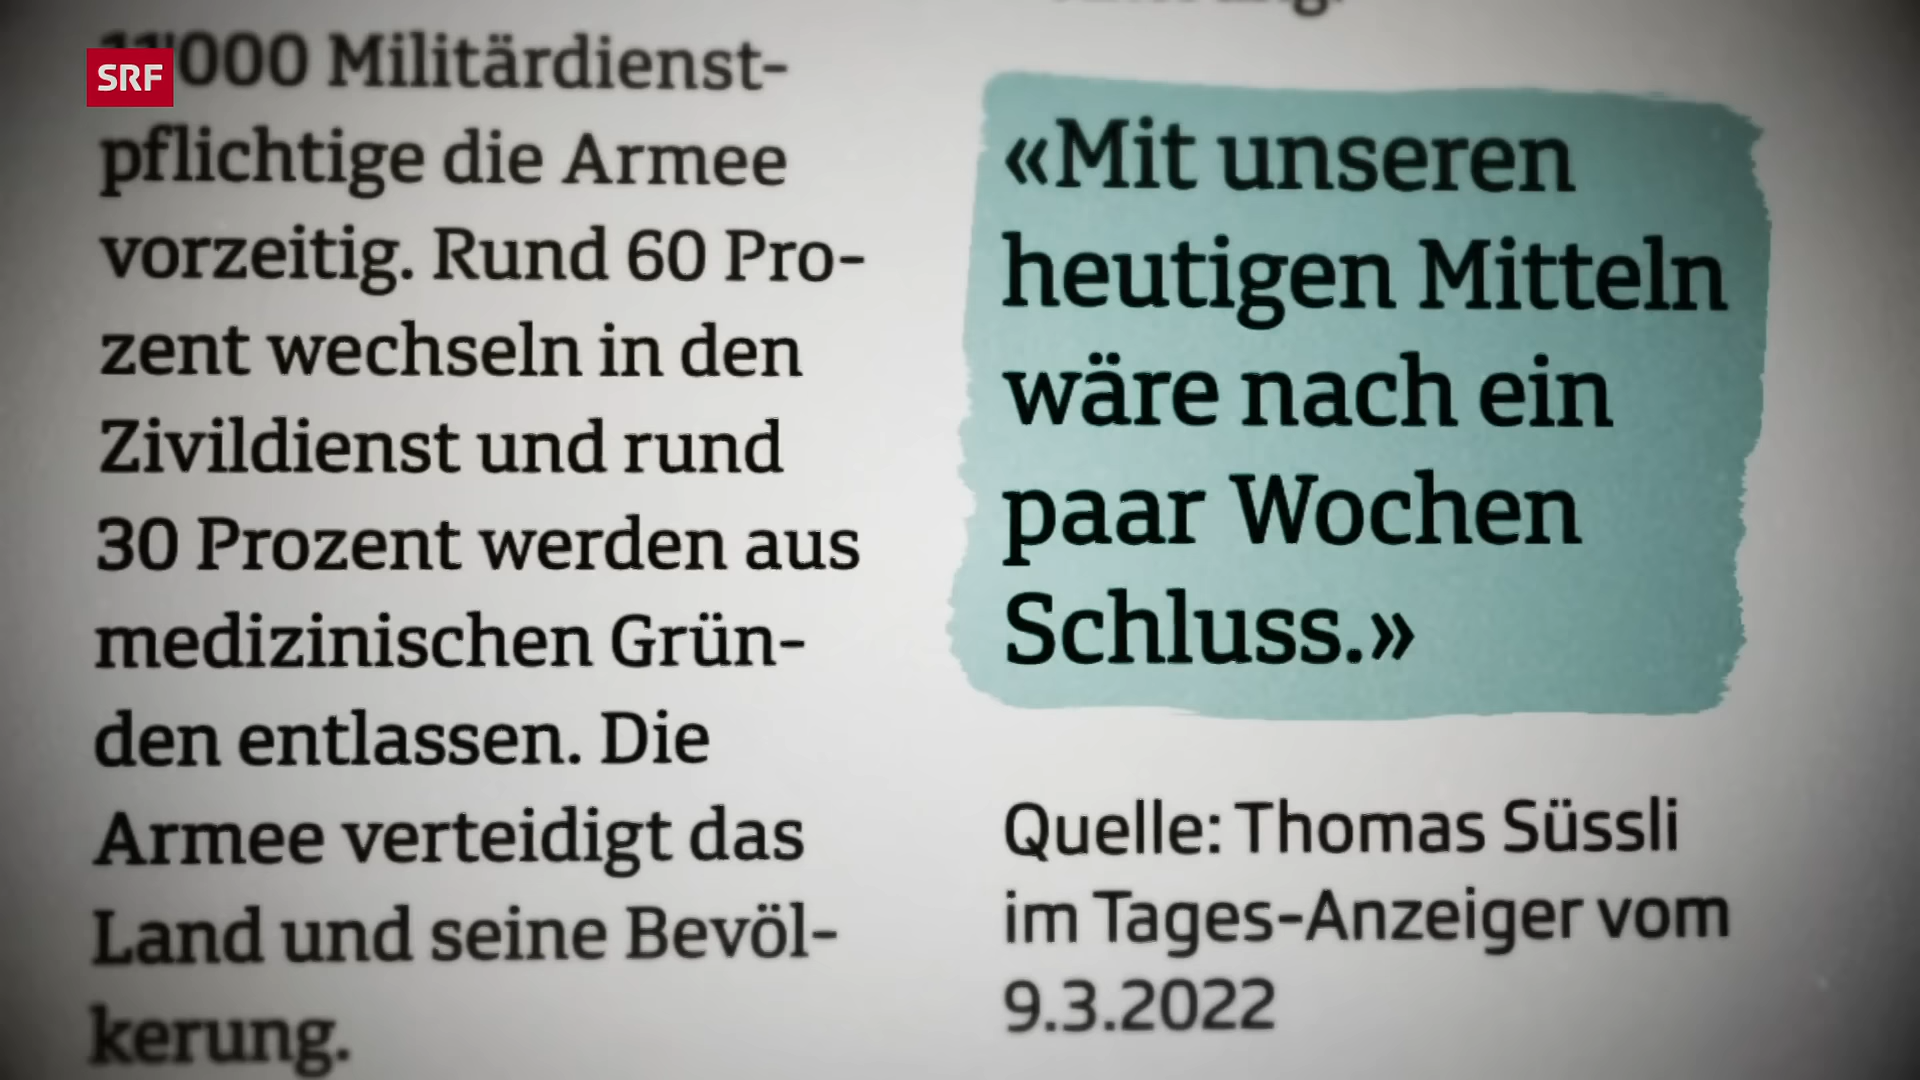 SRF
11'000 Militärdienst-
pflichtige die Armee
vorzeitig. Rund 60 Pro-
zent wechseln in den
Zivildienst und rund
30 Prozent werden aus
medizinischen Grün-
den entlassen. Die
Armee verteidigt das
Land und seine Bevöl-
kerung.
«Mit unseren
heutigen Mitteln
wäre nach ein
paar Wochen
Schluss.»
Quelle: Thomas Süssli
im Tages-Anzeiger vom
9.3.2022